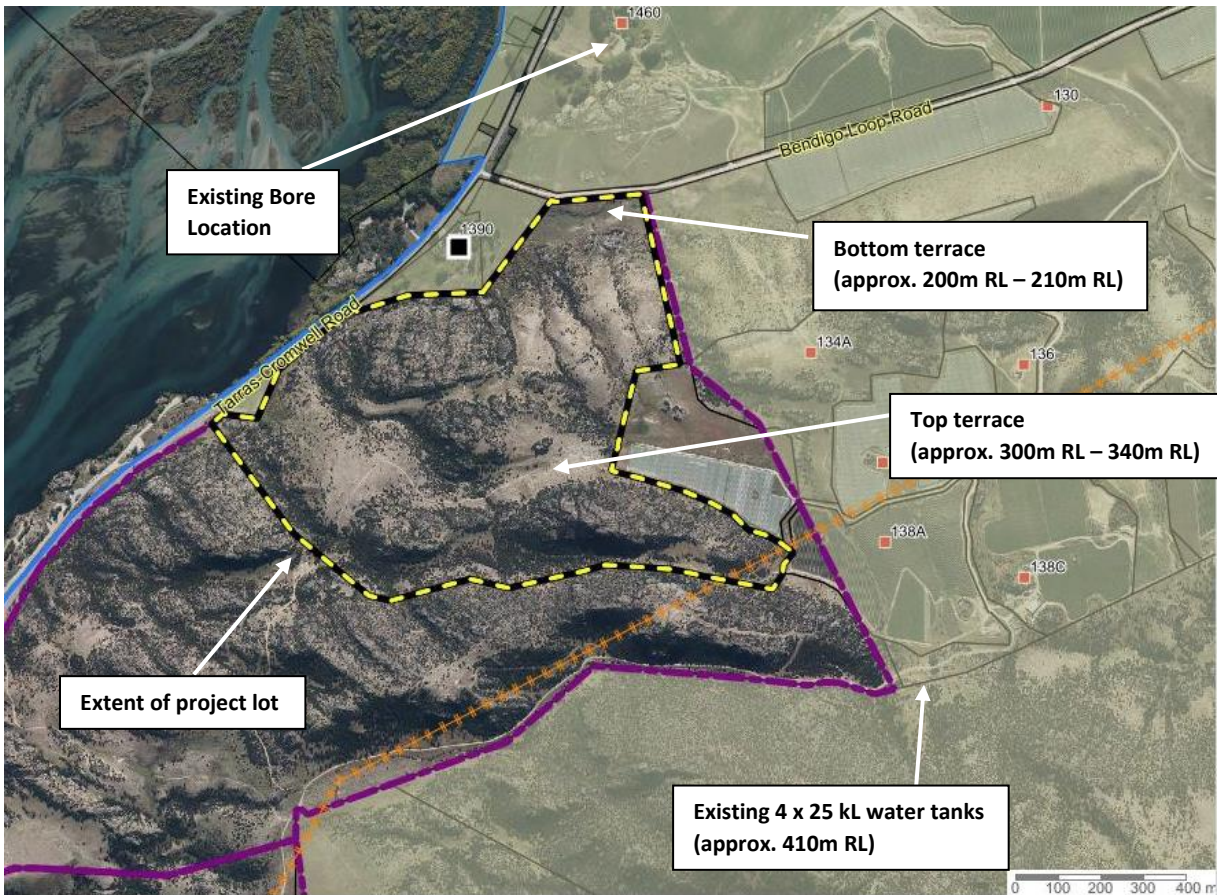 1460
130
Bendigo Loop Road
Existing Bore
Location
1390
Bottom terrace
(approx. 200m RL – 210m RL)
Tarras-Cromwell Road
134A
136
Top terrace
(approx. 300m RL – 340m RL)
138A
138C
Extent of project lot
Existing 4 x 25 kL water tanks
(approx. 410m RL)
0 100 200 300 400 m